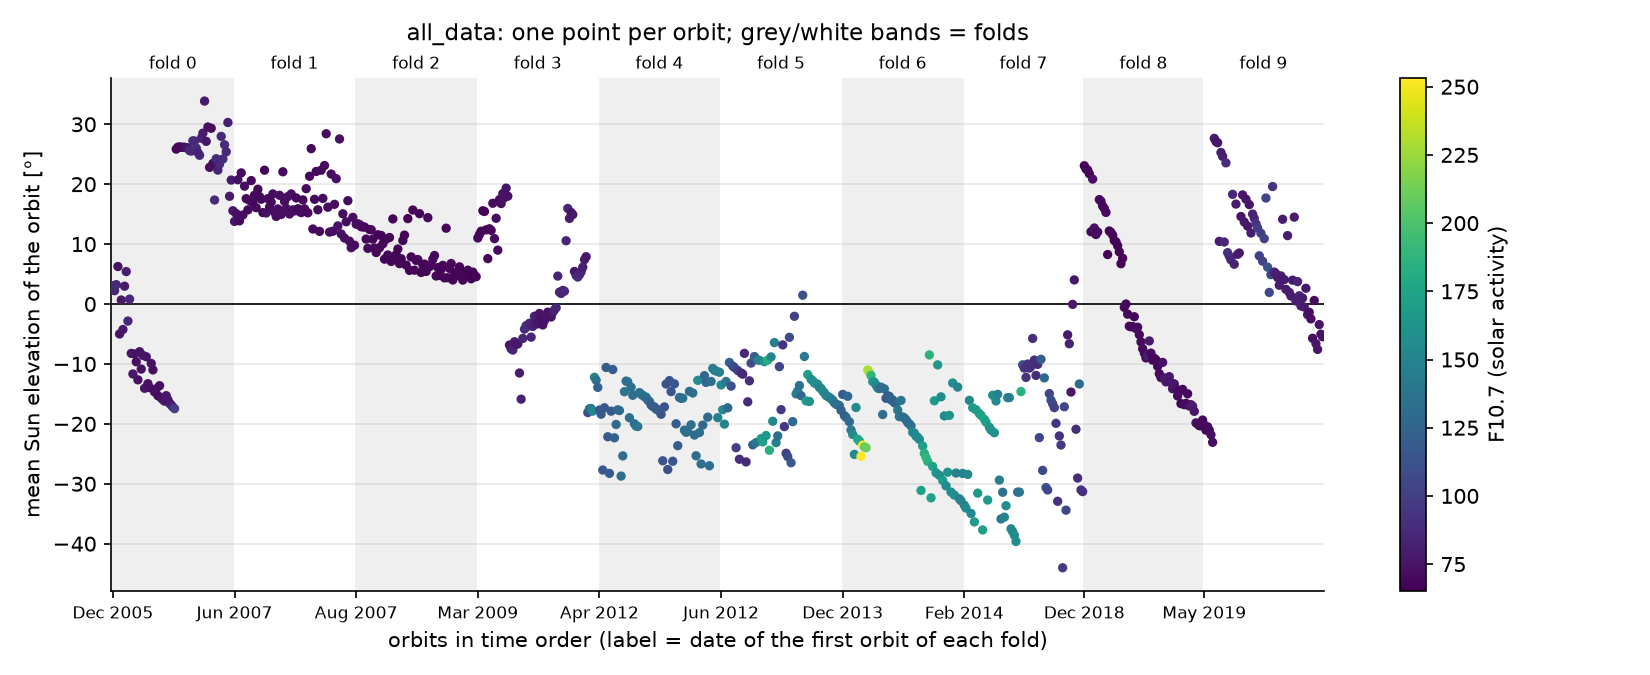 all_data: one point per orbit; grey/white bands = folds
fold 0 fold 1 fold 2 fold 3 fold 4 fold 5 fold 6 fold 7 fold 8 fold 9
mean Sun elevation of the orbit [°]
30
20
10
0
−10
−20
−30
−40
Dec 2005 Jun 2007 Aug 2007 Mar 2009 Apr 2012 Jun 2012 Dec 2013 Feb 2014 Dec 2018 May 2019
orbits in time order (label = date of the first orbit of each fold)
250
225
200
175
150
125
100
75
F10.7 (solar activity)